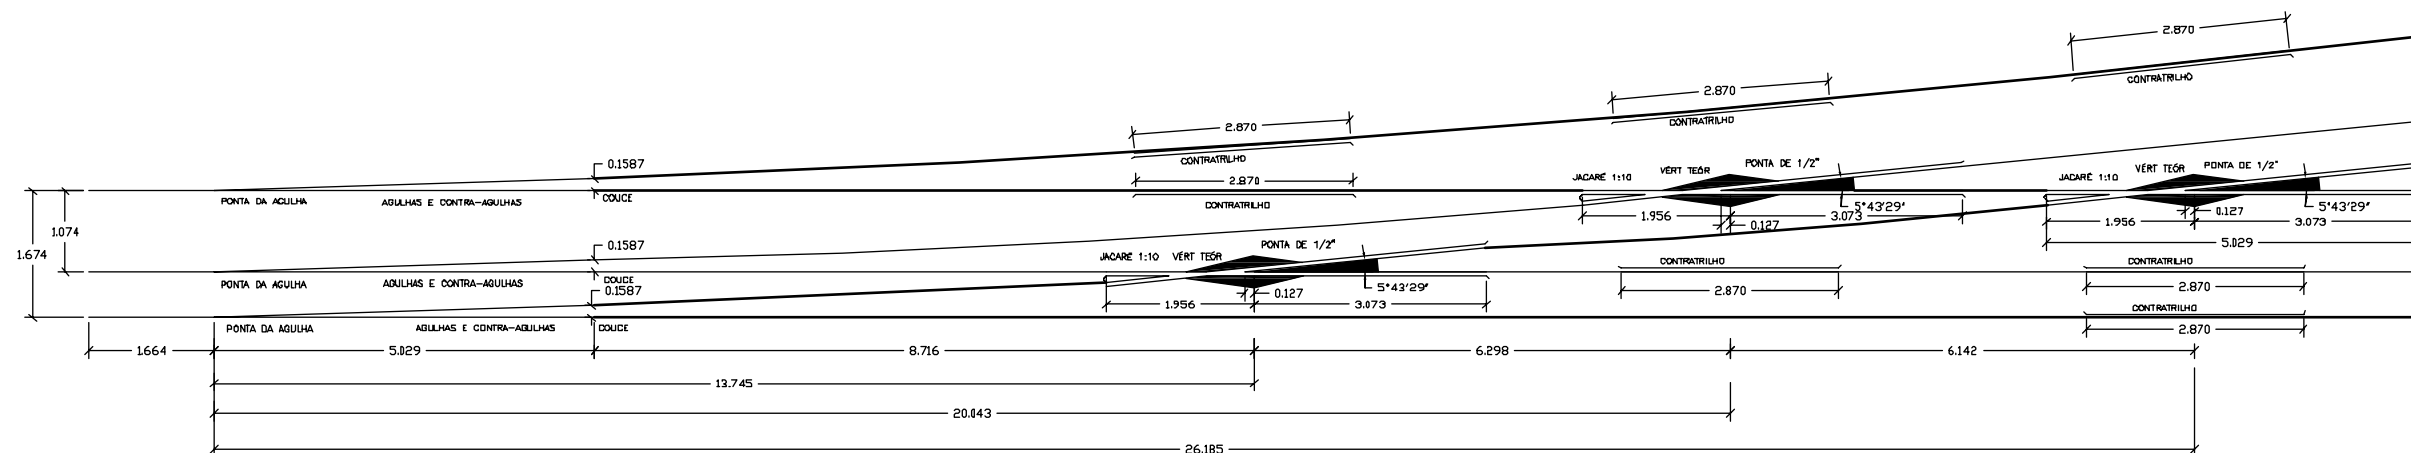 2.870
CONTRATRILHO
2.870
CONTRATRILHO
2.870
CONTRATRILHO
0.1587
2.870
CONTRATRILHO
COUCE
PONTA DA AGULHA
AGULHAS E CONTRA-AGULHAS
JACARÉ 1:10
VÉRT TEÓR
PONTA DE 1/2"
5°43'29"
1.956
0.127
3.073
JACARÉ 1:10
VÉRT TEÓR
PONTA DE 1/2"
5°43'29"
1.956
0.127
3.073
5.029
1.074
1.674
0.1587
COUCE
PONTA DA AGULHA
AGULHAS E CONTRA-AGULHAS
JACARÉ 1:10
VÉRT TEÓR
PONTA DE 1/2"
5°43'29"
1.956
0.127
3.073
CONTRATRILHO
2.870
CONTRATRILHO
2.870
0.1587
COUCE
PONTA DA AGULHA
AGULHAS E CONTRA-AGULHAS
CONTRATRILHO
2.870
1.664
5.029
8.716
6.298
6.142
13.745
20.043
26.185